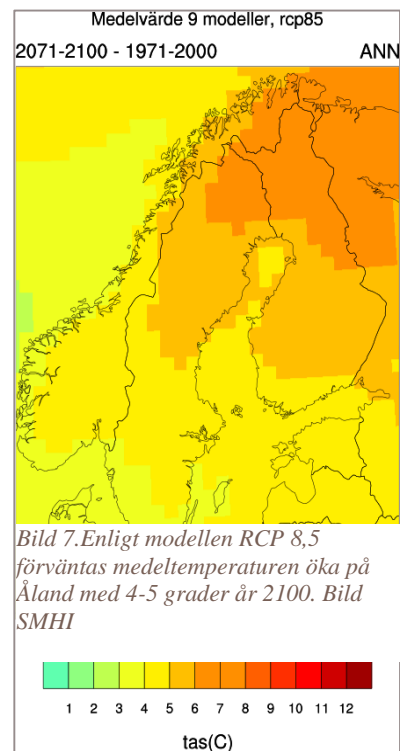 Medelvärde 9 modeller, rcp85
2071-2100 - 1971-2000 ANN
Bild 7.Enligt modellen RCP 8,5
förväntas medeltemperaturen öka på
Åland med 4-5 grader år 2100. Bild
SMHI
1 2 3 4 5 6 7 8 9 10 11 12
tas(C)